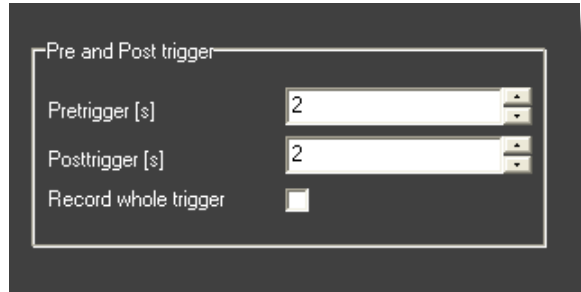 Pre and Post trigger
Pretrigger [s] 2
Posttrigger [s] 2
Record whole trigger